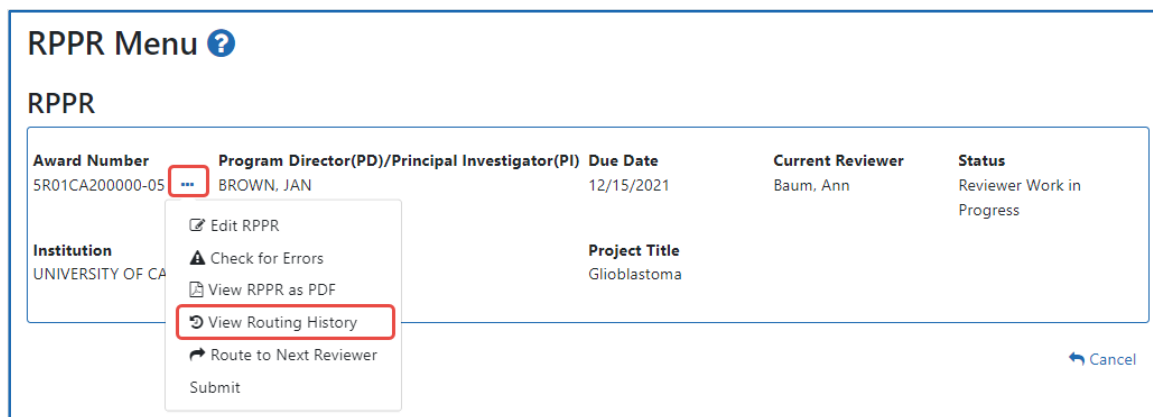 RPPR Menu ?
RPPR
Award Number Program Director(PD)/Principal Investigator(PI) Due Date Current Reviewer Status
5R01CA200000-05 ... BROWN, JAN 12/15/2021 Baum, Ann Reviewer Work in
Progress
Edit RPPR
Institution Project Title
Check for Errors
UNIVERSITY OF CA Glioblastoma
View RPPR as PDF
View Routing History
Route to Next Reviewer
Cancel
Submit